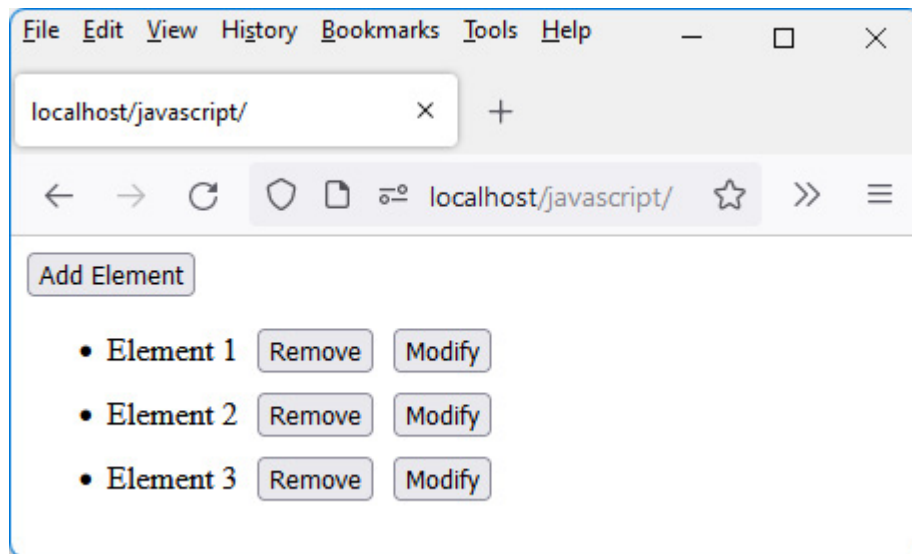 File Edit View History Bookmarks Tools Help
localhost/javascript/
localhost/javascript/
Add Element
• Element 1 Remove Modify
• Element 2 Remove Modify
• Element 3 Remove Modify